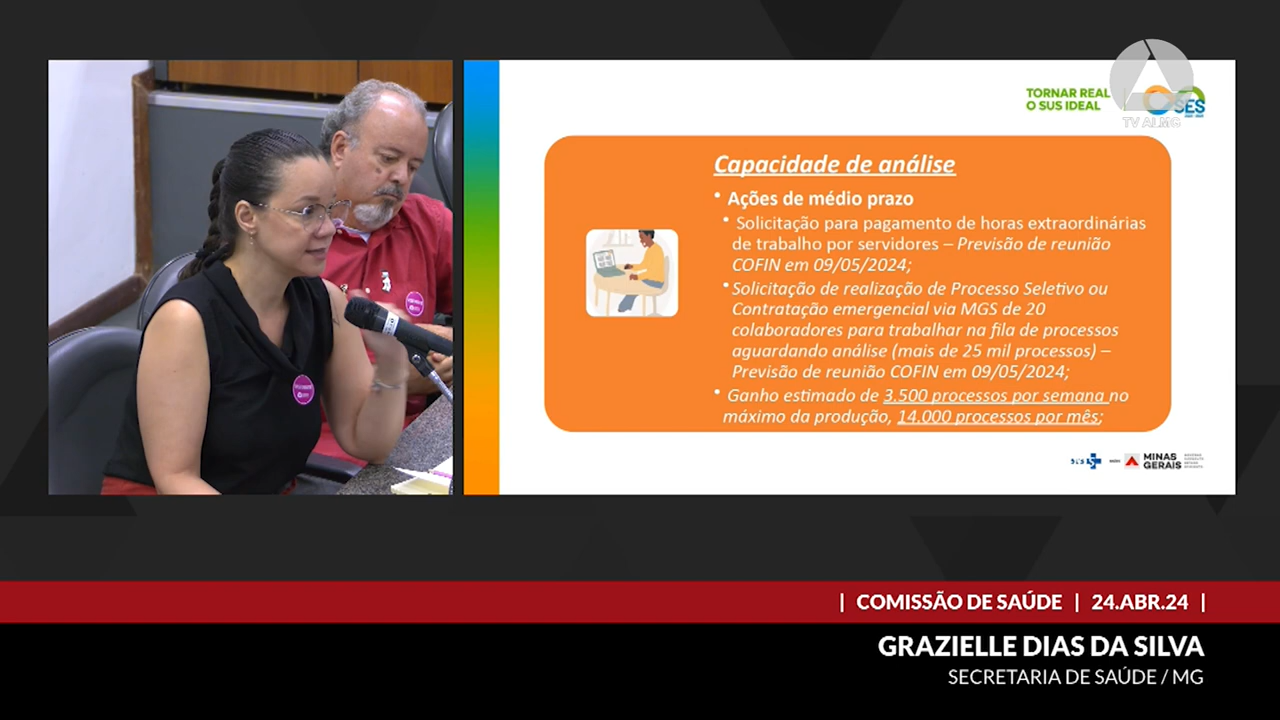 TORNAR REAL
O SUS IDEAL
SES
TV ALMG
Capacidade de análise
• Ações de médio prazo
• Solicitação para pagamento de horas extraordinárias
de trabalho por servidores – Previsão de reunião
COFIN em 09/05/2024;
• Solicitação de realização de Processo Seletivo ou
Contratação emergencial via MGS de 20
colaboradores para trabalhar na fila de processos
aguardando análise (mais de 25 mil processos) –
Previsão de reunião COFIN em 09/05/2024;
• Ganho estimado de 3.500 processos por semana no
máximo da produção, 14.000 processos por mês;
SUS
MINAS
GERAIS
| COMISSÃO DE SAÚDE | 24.ABR.24 |
GRAZIELLE DIAS DA SILVA
SECRETARIA DE SAÚDE / MG